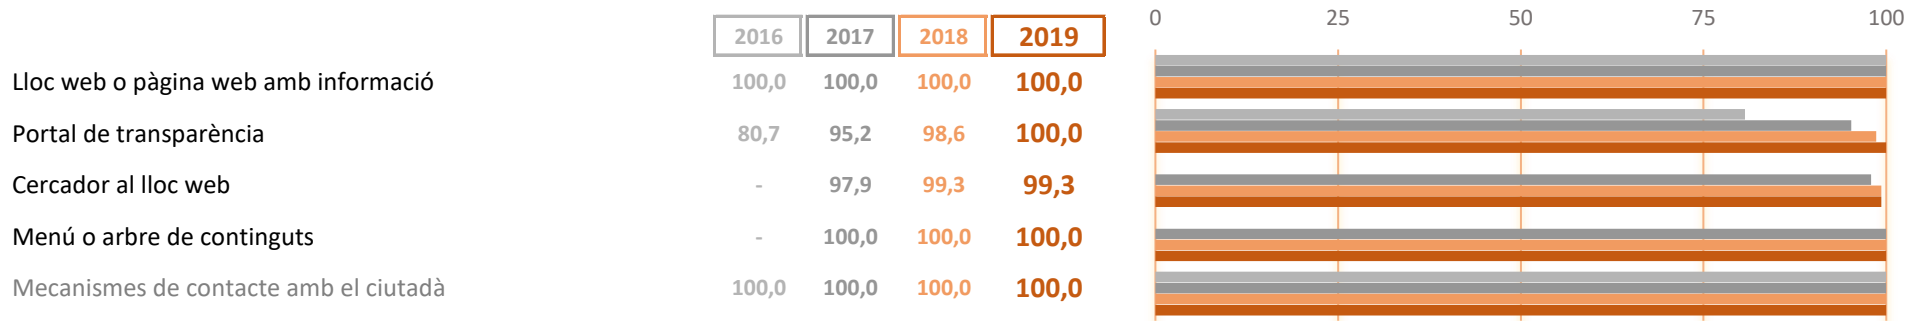 0 25 50 75 100
2016 2017 2018 2019
Lloc web o pàgina web amb informació 100,0 100,0 100,0 100,0
Portal de transparència 80,7 95,2 98,6 100,0
Cercador al lloc web - 97,9 99,3 99,3
Menú o arbre de continguts - 100,0 100,0 100,0
Mecanismes de contacte amb el ciutadà 100,0 100,0 100,0 100,0